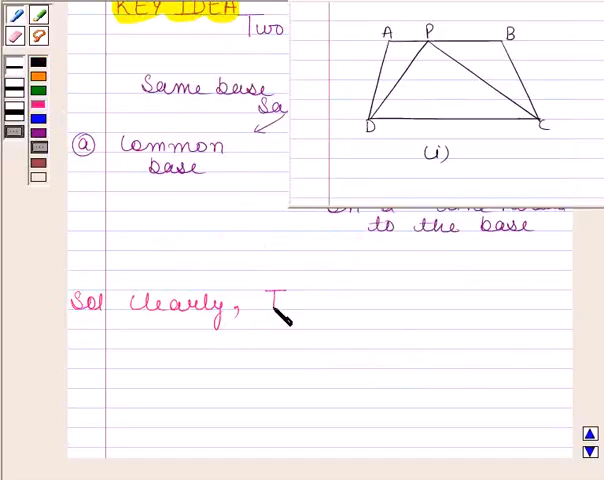 KEY IDEA
Two
Same base
Sa
(a) Common
base
to the base
Sol Clearly, T
A P B
D C
(i)